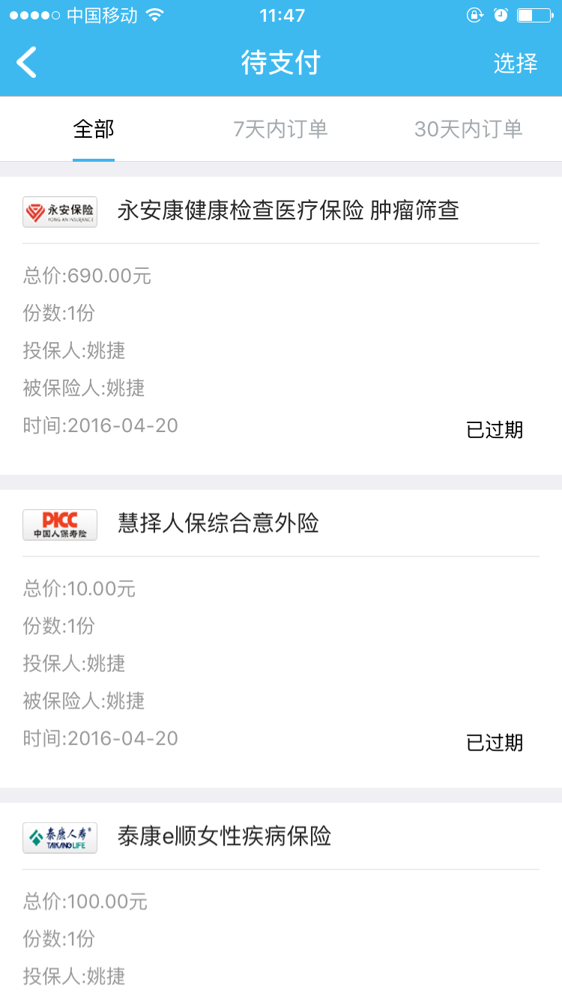 中国移动 11:47
待支付 选择
全部 7天内订单 30天内订单
永安保险 YONG AN INSURANCE 永安康健康检查医疗保险 肿瘤筛查
总价:690.00元
份数:1份
投保人:姚捷
被保险人:姚捷
时间:2016-04-20 已过期
PICC 中国人保寿险 慧择人保综合意外险
总价:10.00元
份数:1份
投保人:姚捷
被保险人:姚捷
时间:2016-04-20 已过期
泰康人寿® TAIKANG LIFE 泰康e顺女性疾病保险
总价:100.00元
份数:1份
投保人:姚捷